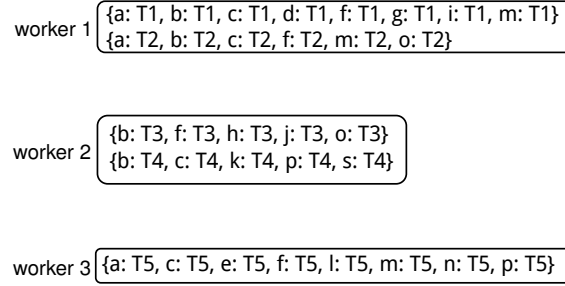 worker 1
{a: T1, b: T1, c: T1, d: T1, f: T1, g: T1, i: T1, m: T1}
{a: T2, b: T2, c: T2, f: T2, m: T2, o: T2}
worker 2
{b: T3, f: T3, h: T3, j: T3, o: T3}
{b: T4, c: T4, k: T4, p: T4, s: T4}
worker 3
{a: T5, c: T5, e: T5, f: T5, l: T5, m: T5, n: T5, p: T5}